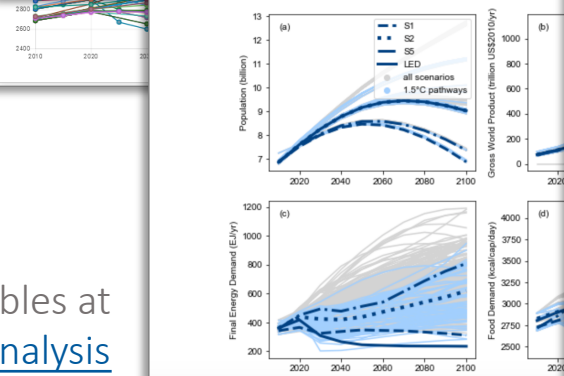 2800
2600
2400
2010
2020
203
bles at
nalysis
(a)
S1
S2
S5
LED
all scenarios
1.5°C pathways
Population (billion)
13
12
11
10
9
8
7
2020
2040
2060
2080
2100
(b)
Gross World Product (trillion US$2010/yr)
1000
800
600
400
200
0
2020
(c)
Final Energy Demand (EJ/yr)
1200
1000
800
600
400
200
2020
2040
2060
2080
2100
(d)
Food Demand (kcal/cap/day)
4000
3750
3500
3250
3000
2750
2500
2020